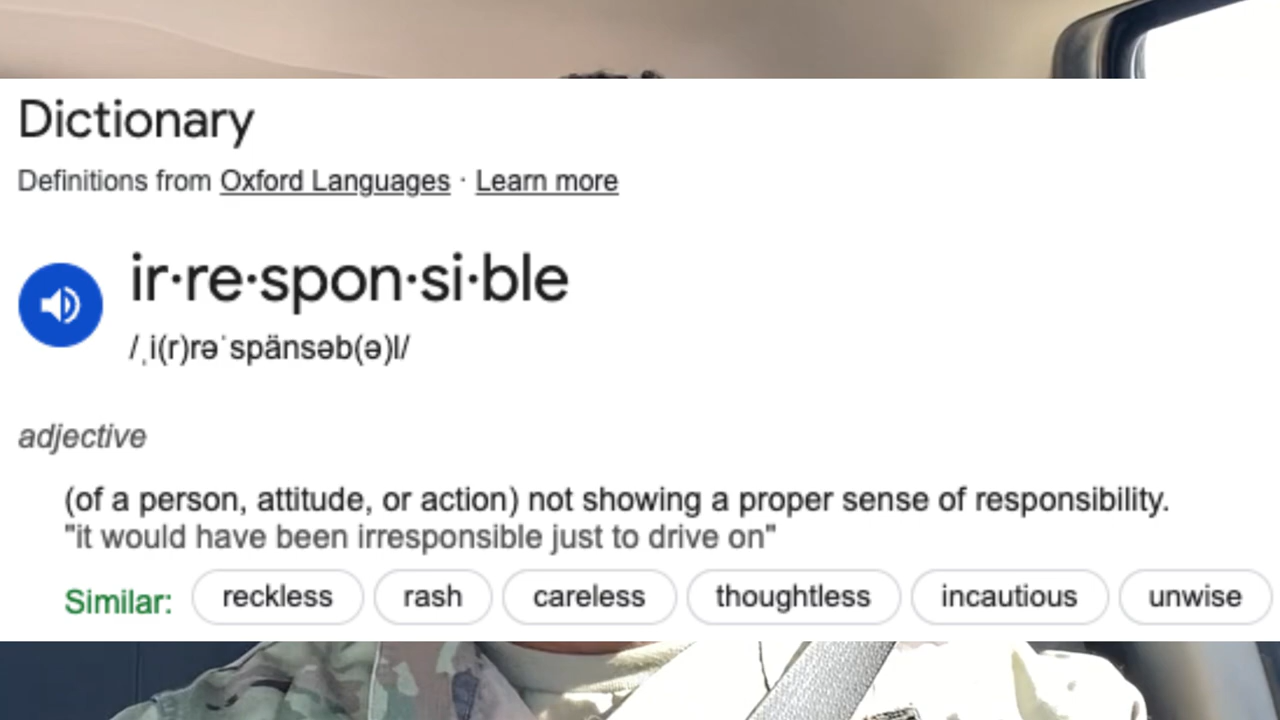 Dictionary
Definitions from Oxford Languages · Learn more
ir·re·spon·si·ble
/ˌi(r)rəˈspänsəb(ə)l/
adjective
(of a person, attitude, or action) not showing a proper sense of responsibility.
"it would have been irresponsible just to drive on"
Similar: reckless rash careless thoughtless incautious unwise